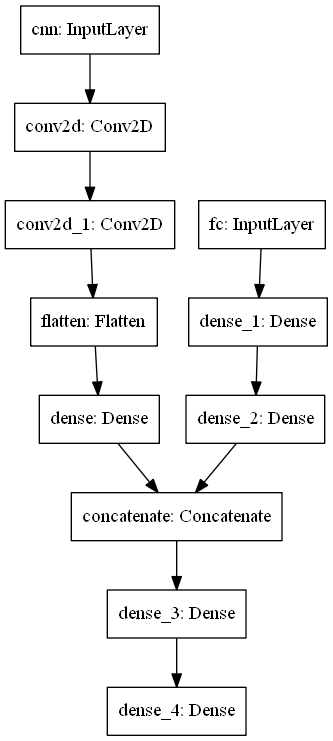 cnn: InputLayer
conv2d: Conv2D
conv2d_1: Conv2D
fc: InputLayer
flatten: Flatten
dense_1: Dense
dense: Dense
dense_2: Dense
concatenate: Concatenate
dense_3: Dense
dense_4: Dense